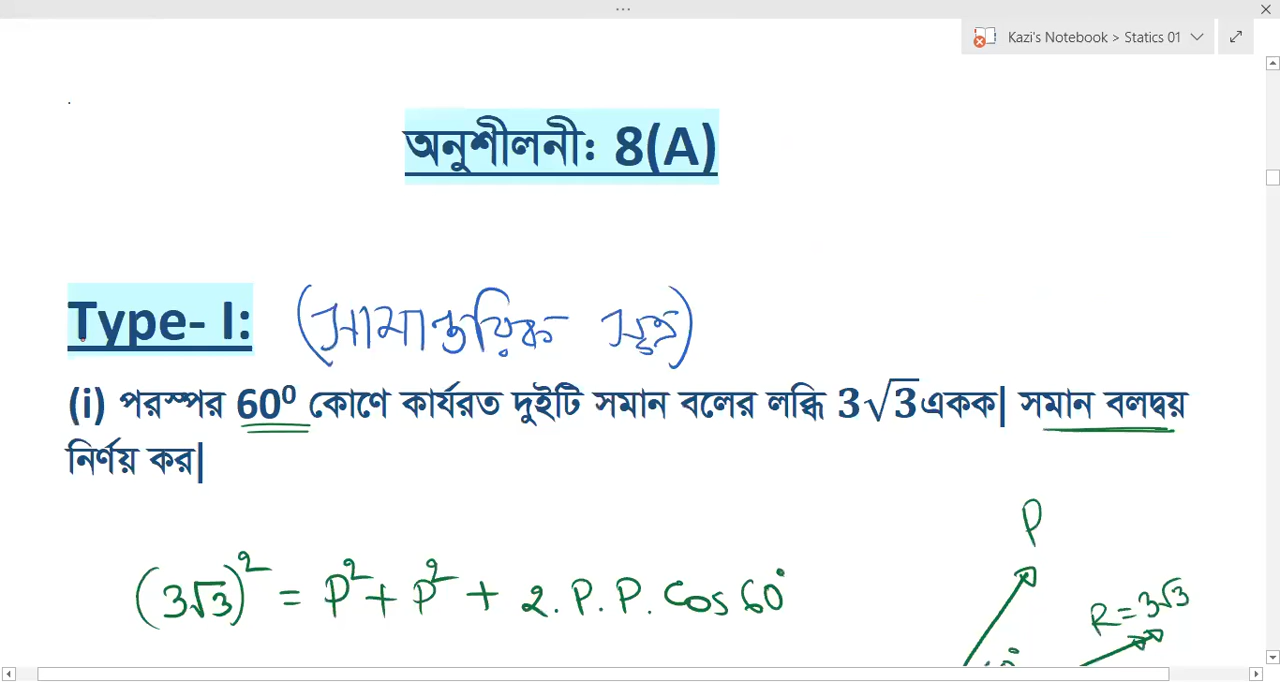 Kazi's Notebook > Statics 01
অনুশীলনী: 8(A)
Type- I: (সামান্তরিক সূত্র)
(i) পরস্পর 60⁰ কোণে কার্যরত দুইটি সমান বলের লব্ধি 3√3একক| সমান বলদ্বয়
নির্ণয় কর|
P
(3√3)² = P² + P² + 2. P. P. Cos 60°
R = 3√3